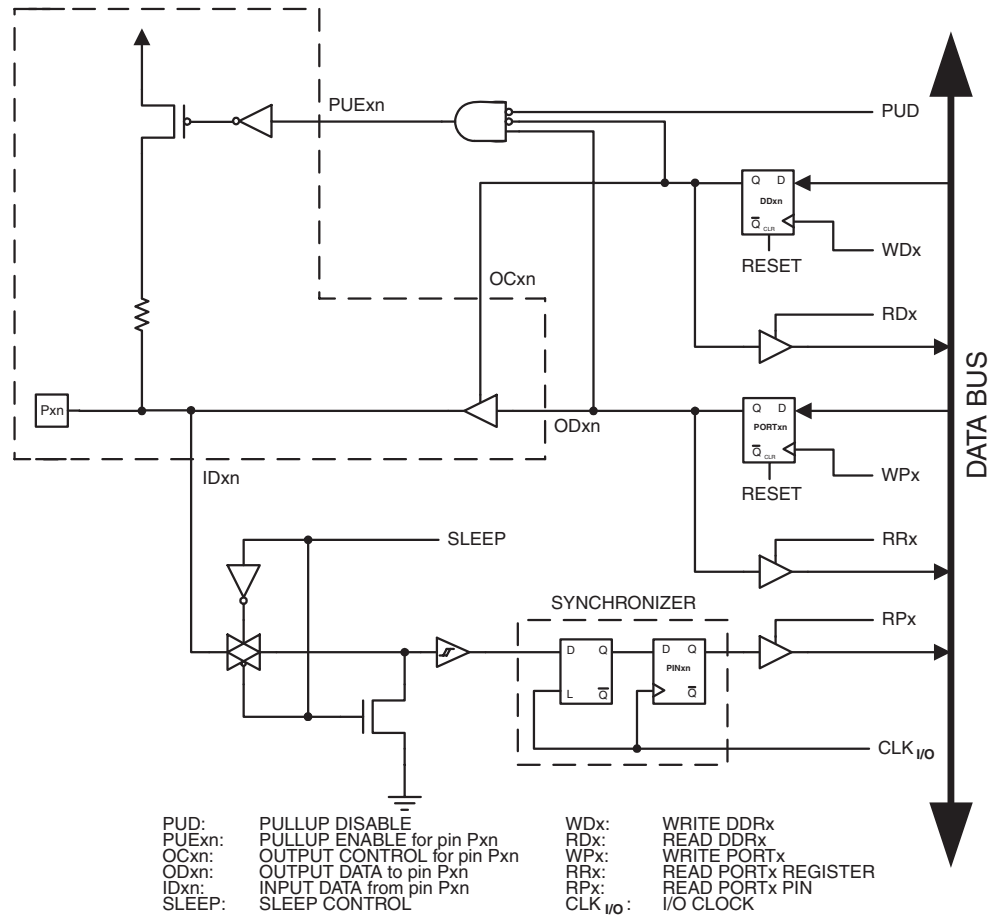 PUExn
PUD
Q D
DDxn
Q CLR
WDx
RESET
OCxn
RDx
Pxn
ODxn
Q D
PORTxn
Q CLR
WPx
RESET
IDxn
SLEEP
RRx
SYNCHRONIZER
RPx
D Q
L Q
D Q
PINxn
Q
CLK I/O
DATA BUS
PUD: PULLUP DISABLE
PUExn: PULLUP ENABLE for pin Pxn
OCxn: OUTPUT CONTROL for pin Pxn
ODxn: OUTPUT DATA to pin Pxn
IDxn: INPUT DATA from pin Pxn
SLEEP: SLEEP CONTROL
WDx: WRITE DDRx
RDx: READ DDRx
WPx: WRITE PORTx
RRx: READ PORTx REGISTER
RPx: READ PORTx PIN
CLK I/O: I/O CLOCK